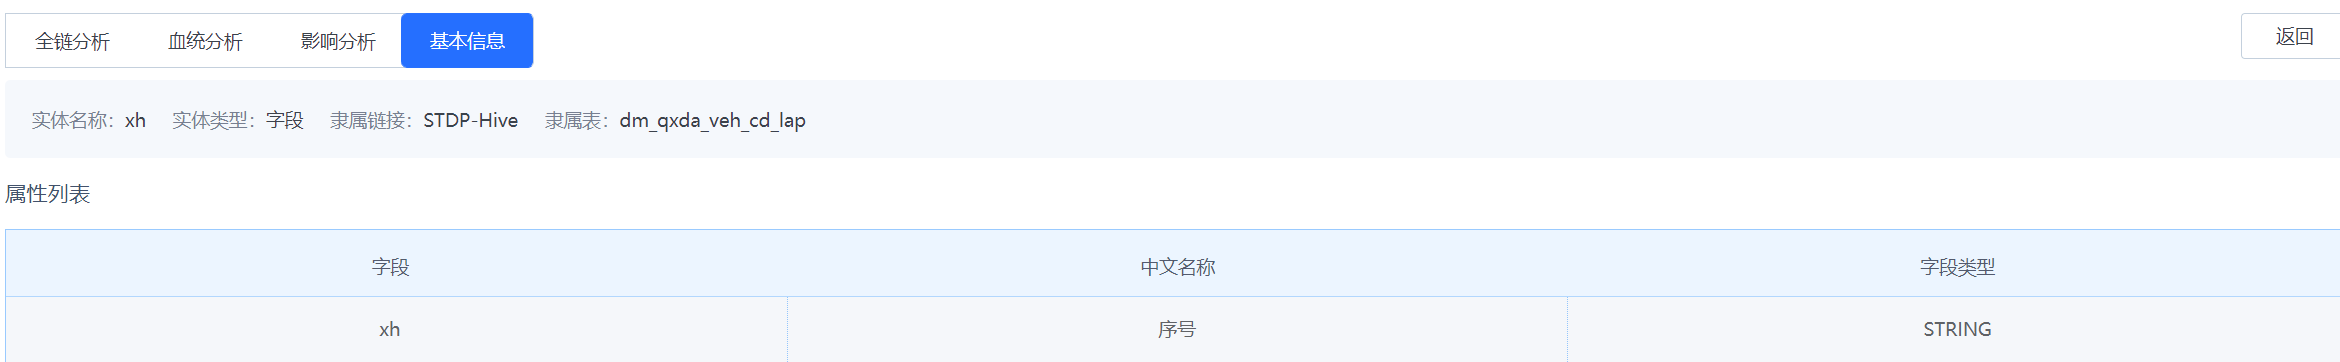 全链分析 血统分析 影响分析 基本信息 返回
实体名称：xh 实体类型：字段 隶属链接：STDP-Hive 隶属表：dm_qxda_veh_cd_lap
属性列表
字段 中文名称 字段类型
xh 序号 STRING